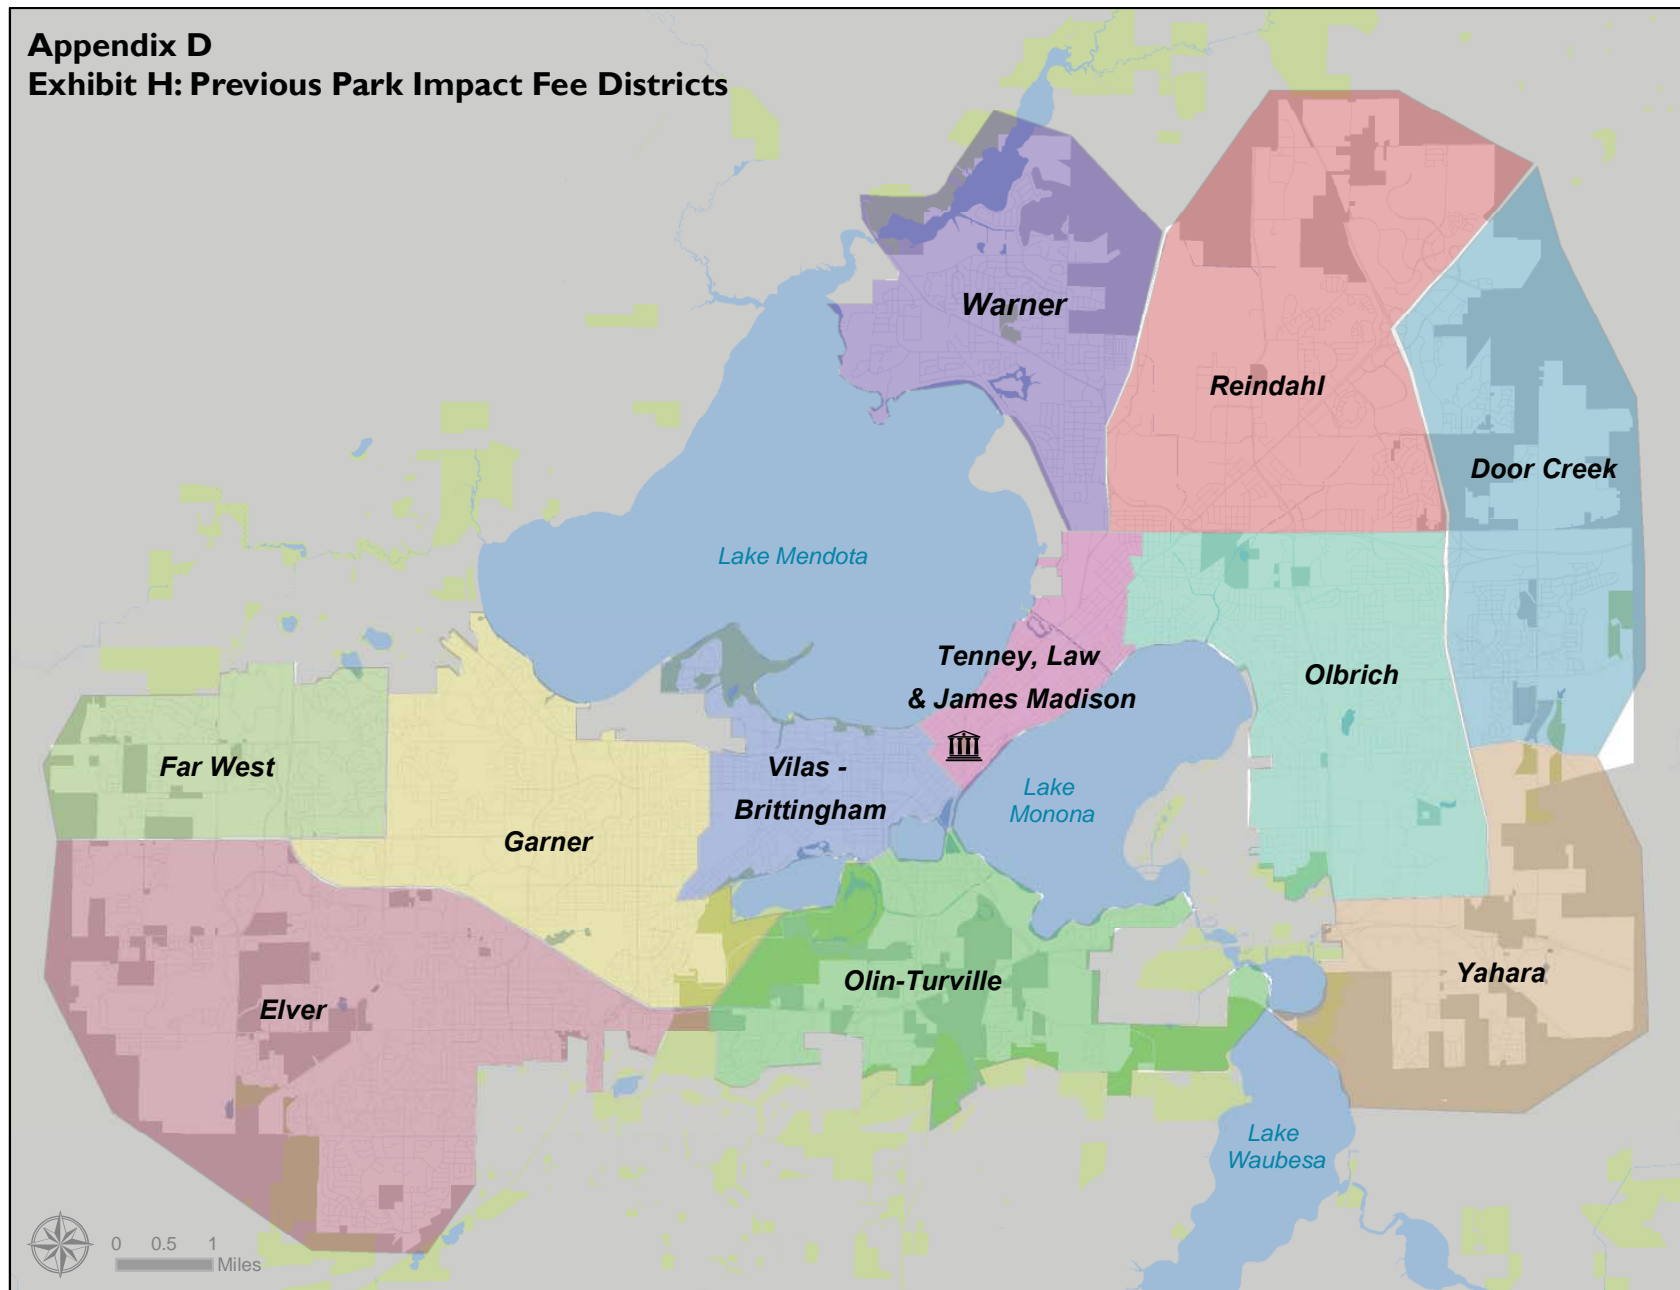 Appendix D
Exhibit H: Previous Park Impact Fee Districts
Warner
Reindahl
Door Creek
Lake Mendota
Tenney, Law
& James Madison
Olbrich
Far West
Vilas -
Brittingham
Lake
Monona
Garner
Olin-Turville
Yahara
Elver
Lake
Waubesa
0 0.5 1
Miles